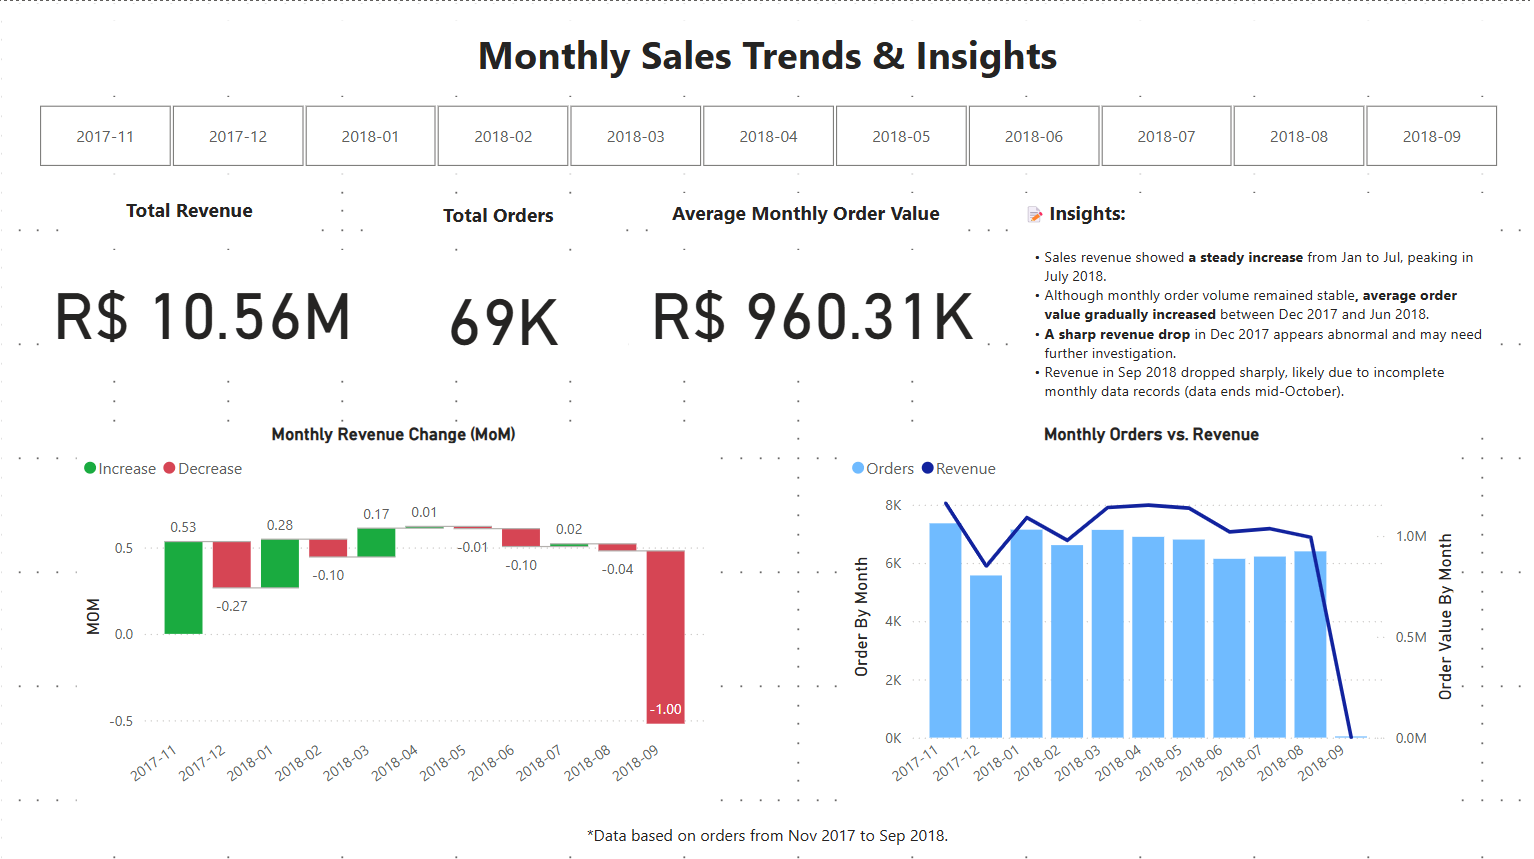 Monthly Sales Trends & Insights
2017-11 2017-12 2018-01 2018-02 2018-03 2018-04 2018-05 2018-06 2018-07 2018-08 2018-09
Total Revenue
R$ 10.56M
Total Orders
69K
Average Monthly Order Value
R$ 960.31K
📝 Insights:
• Sales revenue showed a steady increase from Jan to Jul, peaking in
July 2018.
• Although monthly order volume remained stable, average order
value gradually increased between Dec 2017 and Jun 2018.
• A sharp revenue drop in Dec 2017 appears abnormal and may need
further investigation.
• Revenue in Sep 2018 dropped sharply, likely due to incomplete
monthly data records (data ends mid-October).
Monthly Revenue Change (MoM)
Increase Decrease
MOM
0.5
0.0
-0.5
0.53
-0.27
0.28
-0.10
0.17
0.01
-0.01
-0.10
0.02
-0.04
-1.00
2017-11 2017-12 2018-01 2018-02 2018-03 2018-04 2018-05 2018-06 2018-07 2018-08 2018-09
Monthly Orders vs. Revenue
Orders Revenue
Order By Month
8K
6K
4K
2K
0K
1.0M
0.5M
0.0M
Order Value By Month
2017-11 2017-12 2018-01 2018-02 2018-03 2018-04 2018-05 2018-06 2018-07 2018-08 2018-09
*Data based on orders from Nov 2017 to Sep 2018.